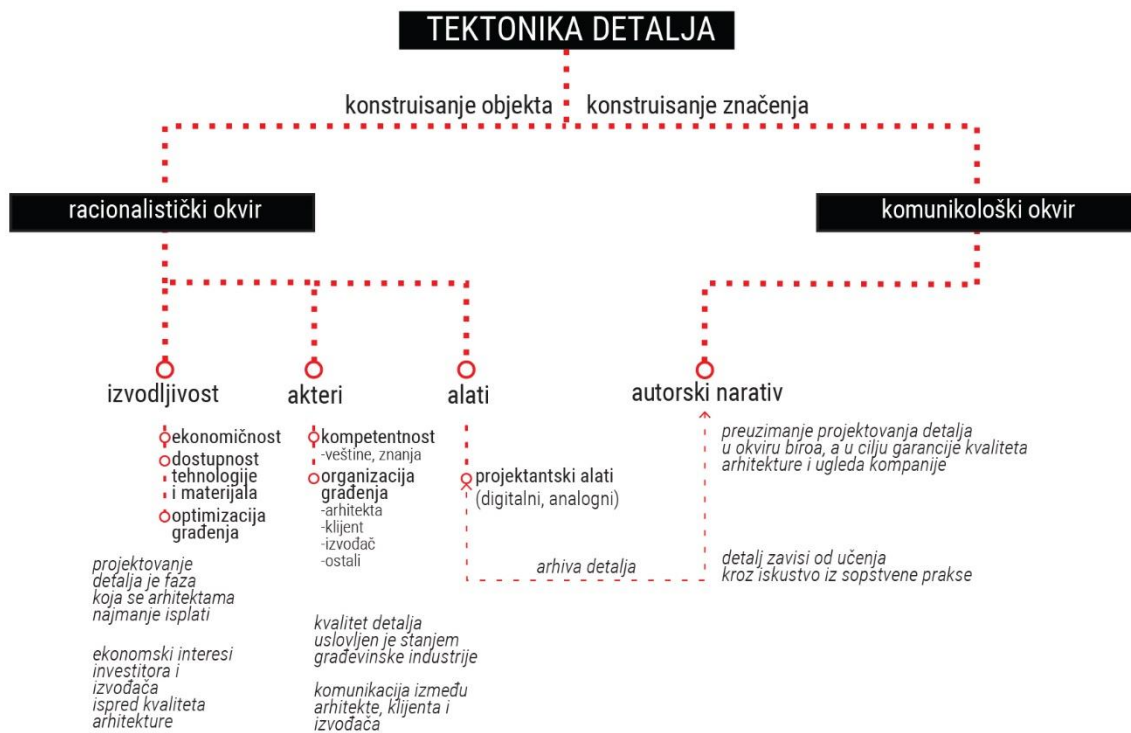 TEKTONIKA DETALJA
konstruisanje objekta
konstruisanje značenja
racionalistički okvir
komunikološki okvir
izvodljivost
ekonomičnost
dostupnost
tehnologije
i materijala
optimizacija
građenja
projektovanje
detalja je faza
koja se arhitektama
najmanje isplati
ekonomski interesi
investitora i
izvođača
ispred kvaliteta
arhitekture
akteri
kompetentnost
-veštine, znanja
organizacija
građenja
-arhitekta
-klijent
-izvođač
-ostali
kvalitet detalja
uslovljen je stanjem
građevinske industrije
komunikacija između
arhitekte, klijenta i
izvođača
alati
projektantski alati
(digitalni, analogni)
arhiva detalja
autorski narativ
preuzimanje projektovanja detalja
u okviru biroa, a u cilju garancije kvaliteta
arhitekture i ugleda kompanije
detalj zavisi od učenja
kroz iskustvo iz sopstvene prakse